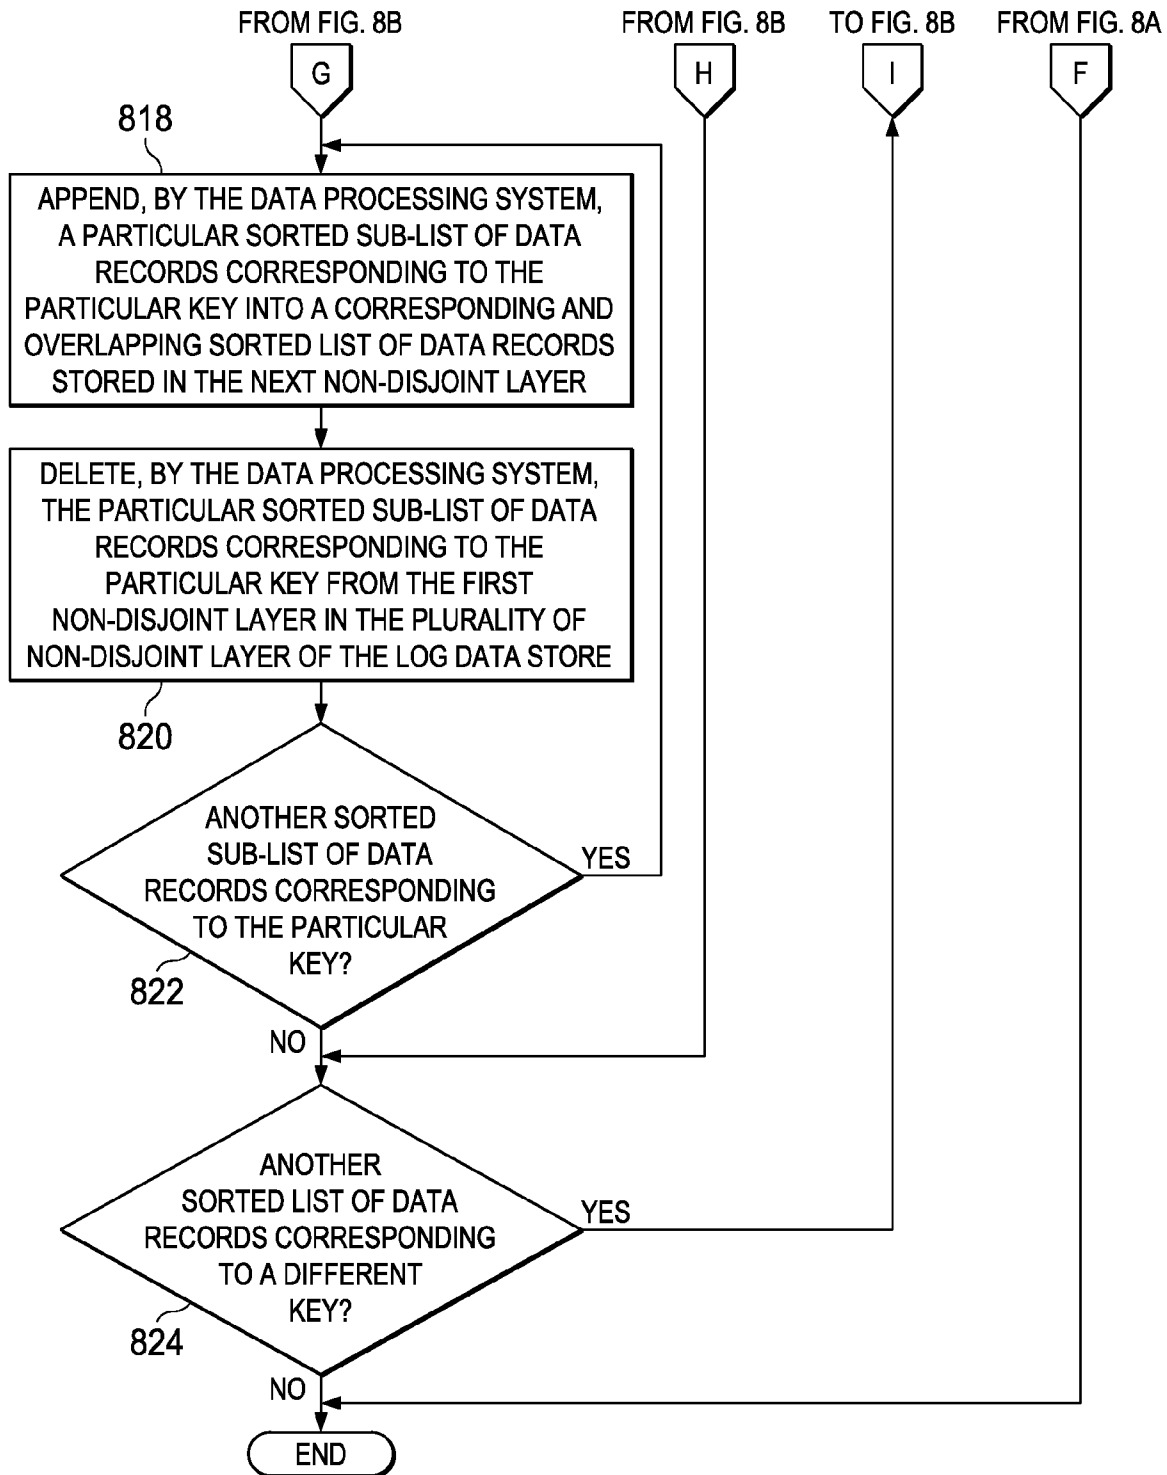 FROM FIG. 8B
FROM FIG. 8B
TO FIG. 8B
FROM FIG. 8A
G
H
I
F
818
APPEND, BY THE DATA PROCESSING SYSTEM,
A PARTICULAR SORTED SUB-LIST OF DATA
RECORDS CORRESPONDING TO THE
PARTICULAR KEY INTO A CORRESPONDING AND
OVERLAPPING SORTED LIST OF DATA RECORDS
STORED IN THE NEXT NON-DISJOINT LAYER
DELETE, BY THE DATA PROCESSING SYSTEM,
THE PARTICULAR SORTED SUB-LIST OF DATA
RECORDS CORRESPONDING TO THE
PARTICULAR KEY FROM THE FIRST
NON-DISJOINT LAYER IN THE PLURALITY OF
NON-DISJOINT LAYER OF THE LOG DATA STORE
820
ANOTHER SORTED
SUB-LIST OF DATA
RECORDS CORRESPONDING
TO THE PARTICULAR
KEY?
YES
822
NO
ANOTHER
SORTED LIST OF DATA
RECORDS CORRESPONDING
TO A DIFFERENT
KEY?
YES
824
NO
END